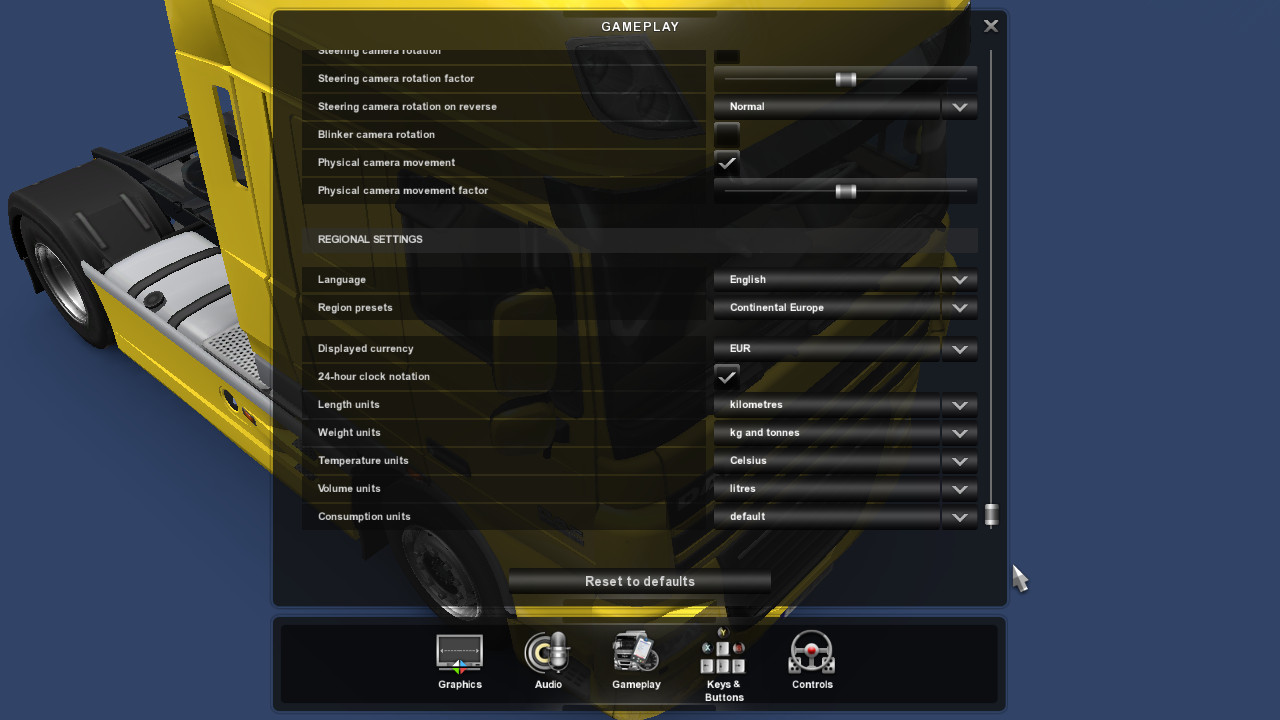 GAMEPLAY
Steering camera rotation
Steering camera rotation factor
Steering camera rotation on reverse Normal
Blinker camera rotation
Physical camera movement
Physical camera movement factor
REGIONAL SETTINGS
Language English
Region presets Continental Europe
Displayed currency EUR
24-hour clock notation
Length units kilometres
Weight units kg and tonnes
Temperature units Celsius
Volume units litres
Consumption units default
Reset to defaults
Graphics Audio Gameplay Keys & Buttons Controls